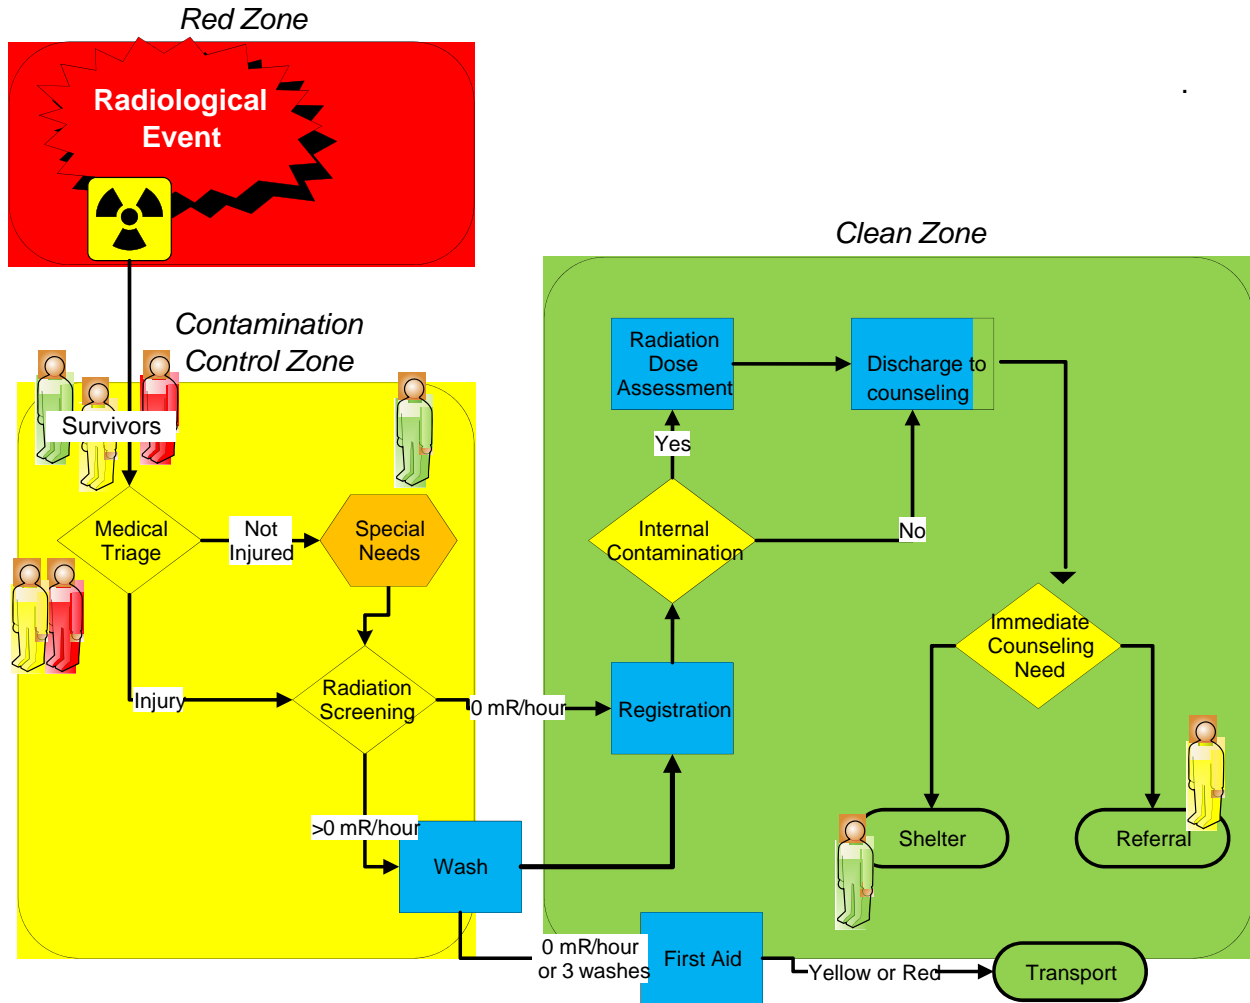 Red Zone
Radiological
Event
.
Clean Zone
Contamination
Control Zone
Survivors
Radiation
Dose
Assessment
Discharge to
counseling
Yes
Medical
Triage
Not
Injured
Special
Needs
Internal
Contamination
No
Immediate
Counseling
Need
Injury
Radiation
Screening
0 mR/hour
Registration
>0 mR/hour
Wash
Shelter
Referral
0 mR/hour
or 3 washes
First Aid
Yellow or Red
Transport